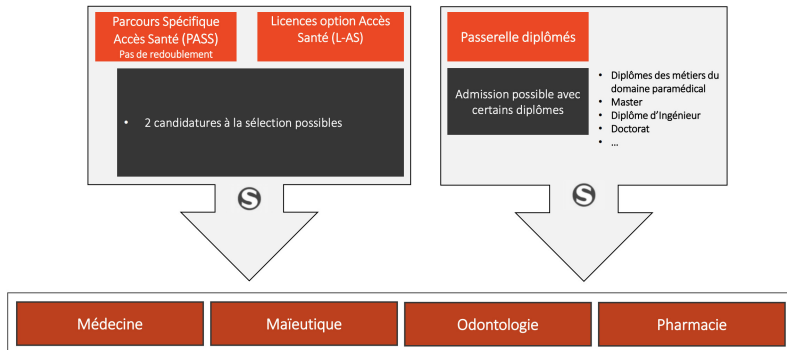 Parcours Spécifique
Accès Santé (PASS)
Pas de redoublement
Licences option Accès
Santé (L-AS)
• 2 candidatures à la sélection possibles
S
Passerelle diplômés
Admission possible avec
certains diplômes
• Diplômes des métiers du
domaine paramédical
• Master
• Diplôme d'Ingénieur
• Doctorat
• ...
S
Médecine
Maïeutique
Odontologie
Pharmacie